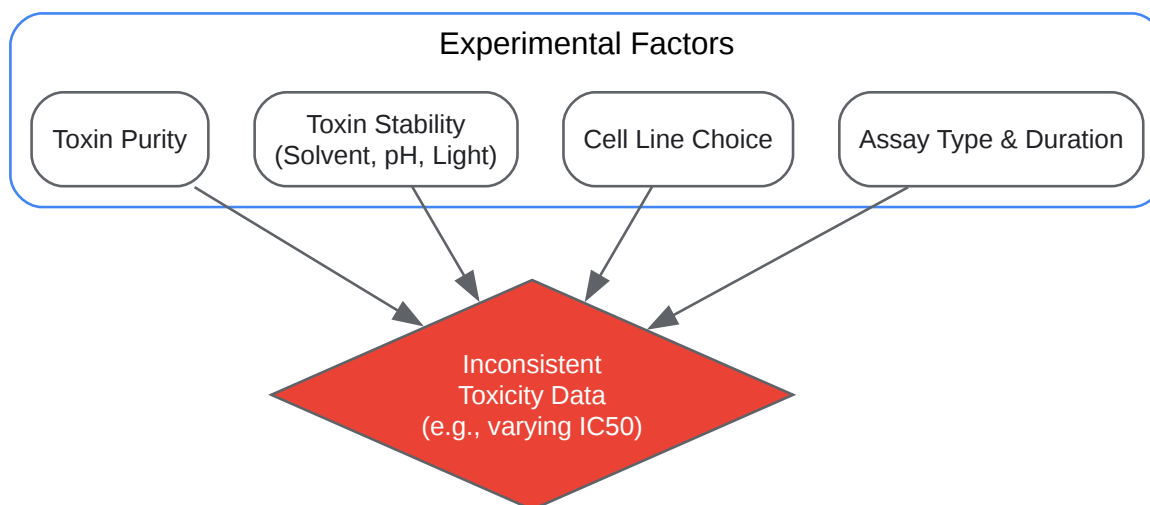 Experimental Factors
Toxin Purity
Toxin Stability
(Solvent, pH, Light)
Cell Line Choice
Assay Type & Duration
Inconsistent
Toxicity Data
(e.g., varying IC50)